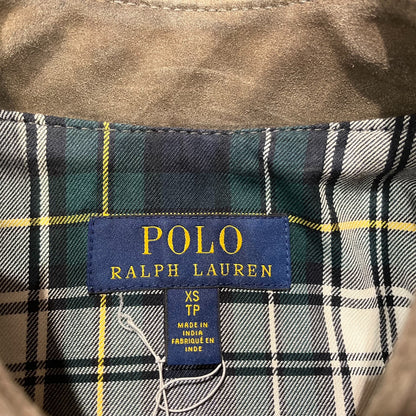 POLO
RALPH LAUREN
XS
TP
MADE IN
INDIA
FABRIQUÉ EN
INDE